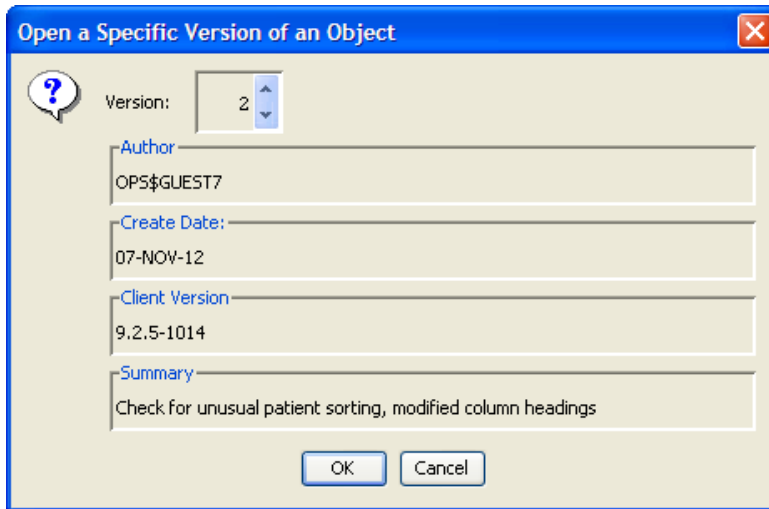 Open a Specific Version of an Object
?
Version: 2
Author
OPS$GUEST7
Create Date:
07-NOV-12
Client Version
9.2.5-1014
Summary
Check for unusual patient sorting, modified column headings
OK Cancel